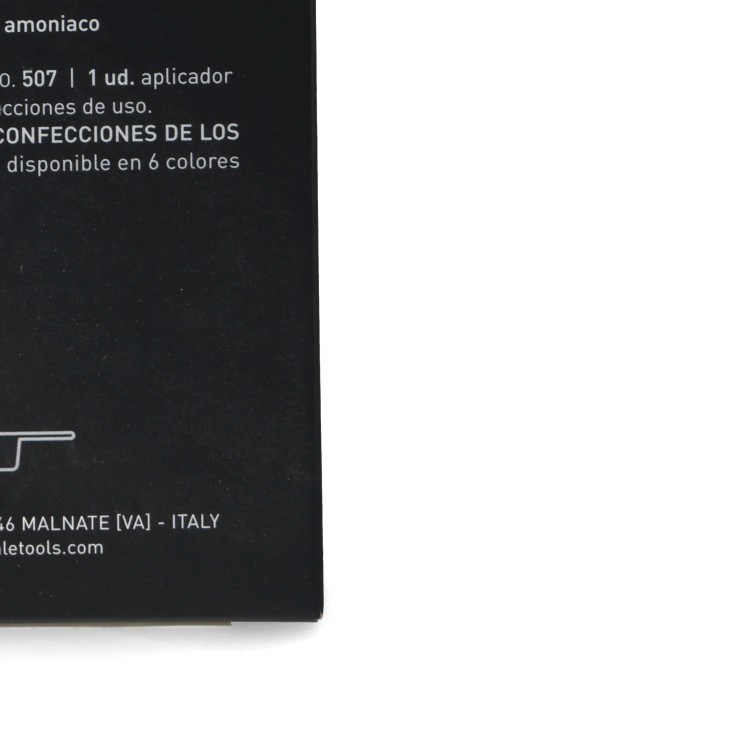 amoniaco
o. 507 | 1 ud. aplicador
cciones de uso.
CONFECCIONES DE LOS
disponible en 6 colores
46 MALNATE [VA] - ITALY
letools.com